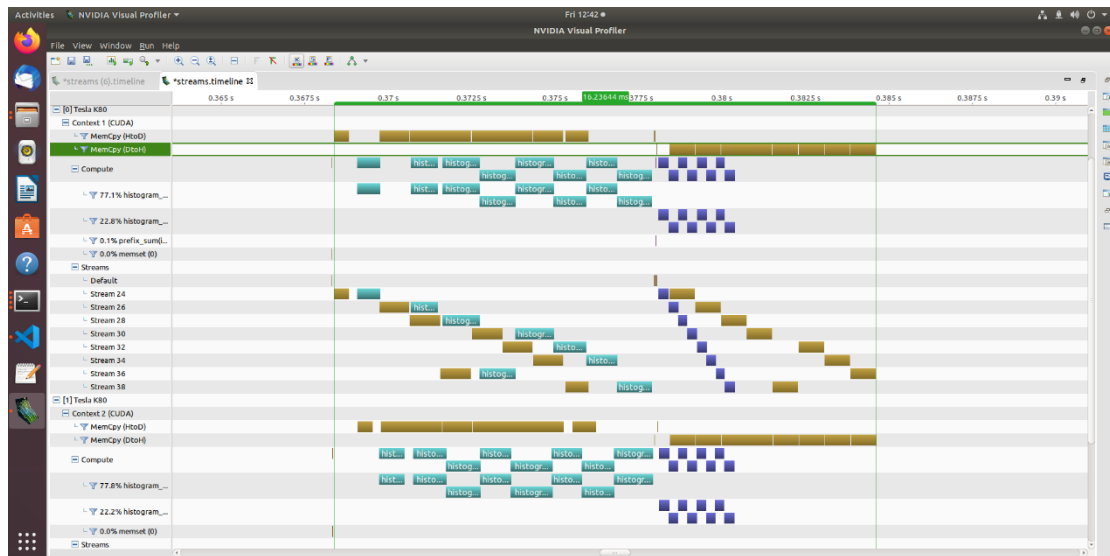 Activities NVIDIA Visual Profiler Fri 12:42
NVIDIA Visual Profiler
File View Window Run Help
*streams (0).timeline *streams.timeline
0.365 s 0.3675 s 0.37 s 0.3725 s 0.375 s 16.23644 ms 3775 s 0.38 s 0.3825 s 0.385 s 0.3875 s 0.39 s
[0] Tesla K80
Context 1 (CUDA)
MemCpy (HtoD)
MemCpy (DtoH)
hist... histog... histogr... histo...
Compute
histog... histo... histog...
hist... histog... histogr... histo...
77.1% histogram_...
histog... histo... histog...
22.8% histogram_...
0.1% prefix_sum(i...
0.0% memset (0)
Streams
Default
Stream 24
Stream 26 hist...
Stream 28 histog...
Stream 30 histogr...
Stream 32 histo...
Stream 34 histo...
Stream 36 histog...
Stream 38 histog...
[1] Tesla K80
Context 2 (CUDA)
MemCpy (HtoD)
MemCpy (DtoH)
hist... histo... histo... histo... histogr...
Compute
histog... histogr... histo...
hist... histo... histo... histo... histogr...
77.8% histogram_...
histog... histogr... histo...
22.2% histogram_...
0.0% memset (0)
Streams